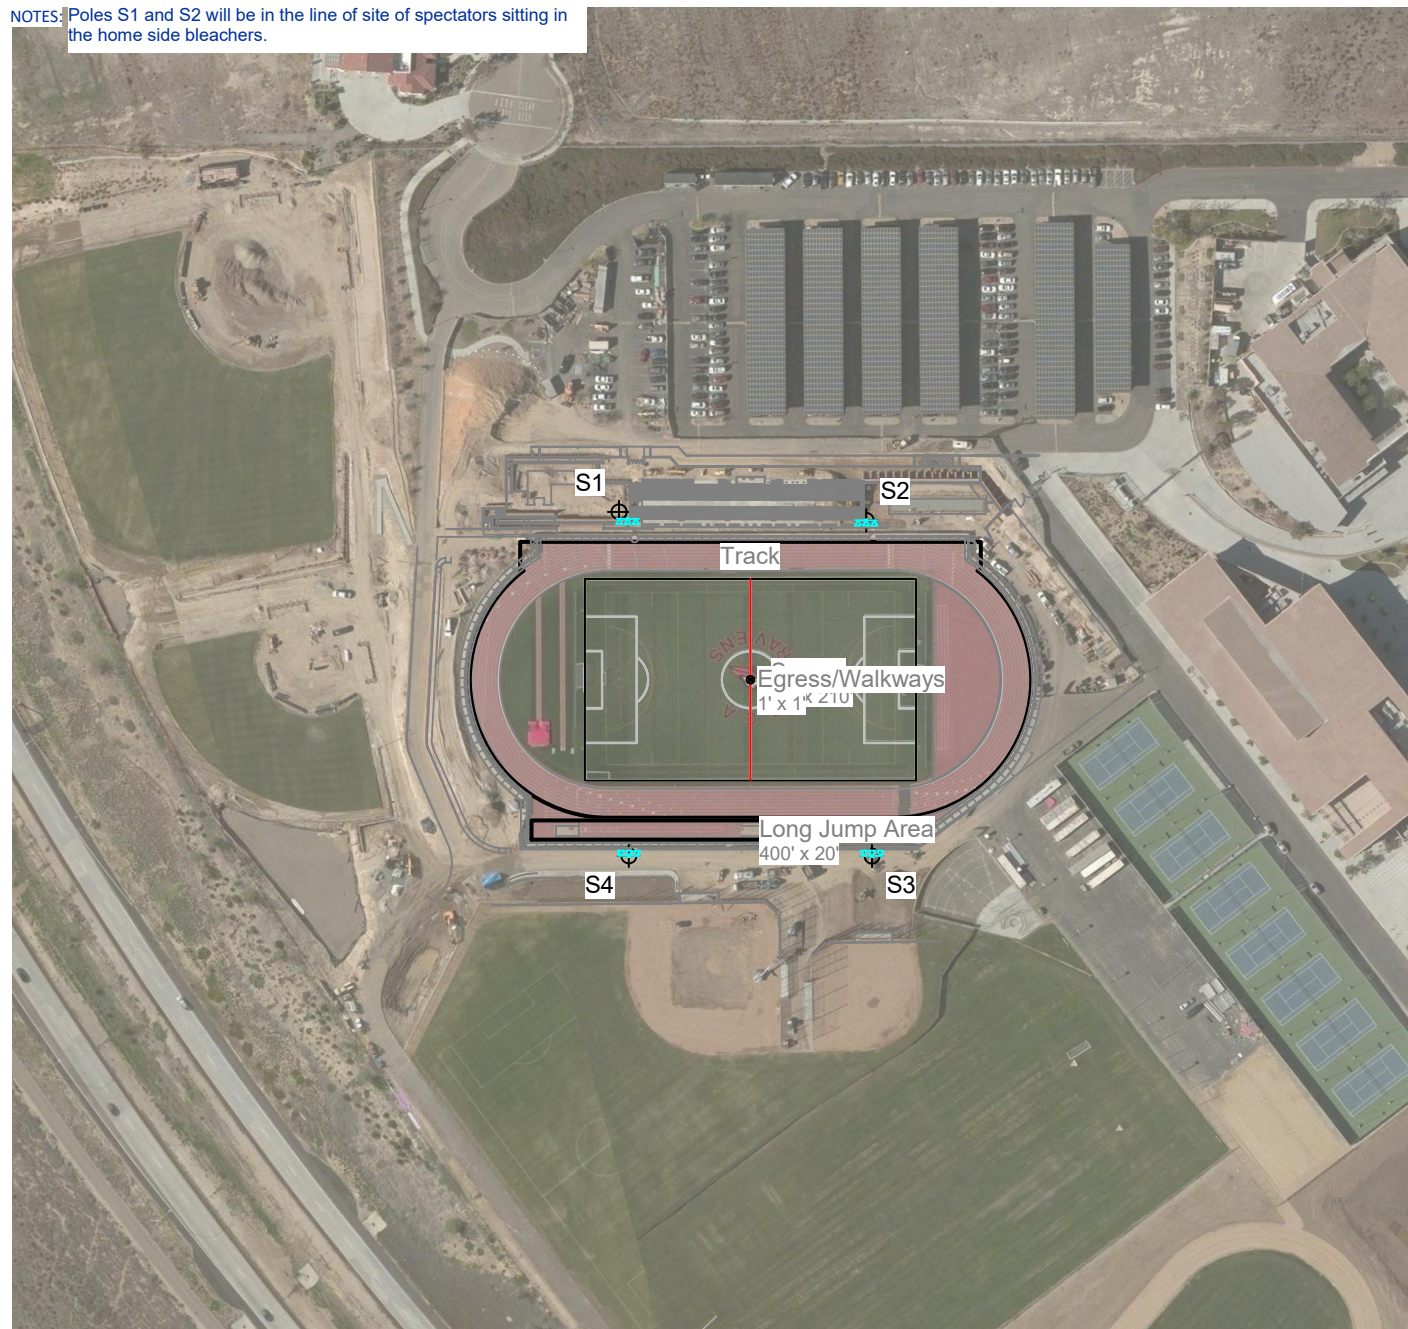 NOTES: Poles S1 and S2 will be in the line of site of spectators sitting in
the home side bleachers.
S1
S2
Track
RAVENS
Egress/Walkways
1' x 1'
x 210'
Long Jump Area
400' x 20'
S4
S3